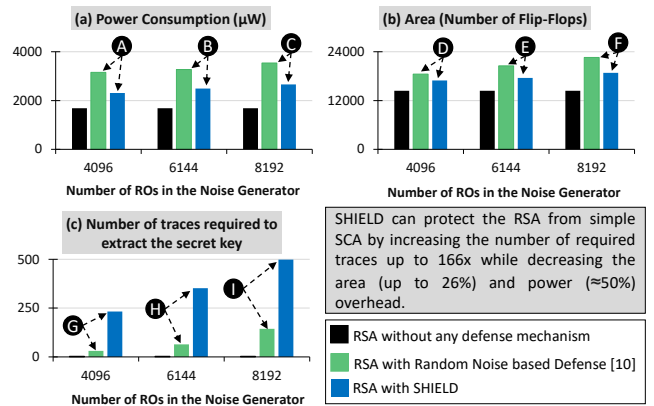 (a) Power Consumption (µW)
4000
2000
0
A
B
C
4096
6144
8192
Number of ROs in the Noise Generator
(b) Area (Number of Flip-Flops)
24000
12000
0
D
E
F
4096
6144
8192
Number of ROs in the Noise Generator
(c) Number of traces required to
extract the secret key
500
250
0
G
H
I
4096
6144
8192
Number of ROs in the Noise Generator
SHIELD can protect the RSA from simple
SCA by increasing the number of required
traces up to 166x while decreasing the
area (up to 26%) and power (≈50%)
overhead.
RSA without any defense mechanism
RSA with Random Noise based Defense [10]
RSA with SHIELD